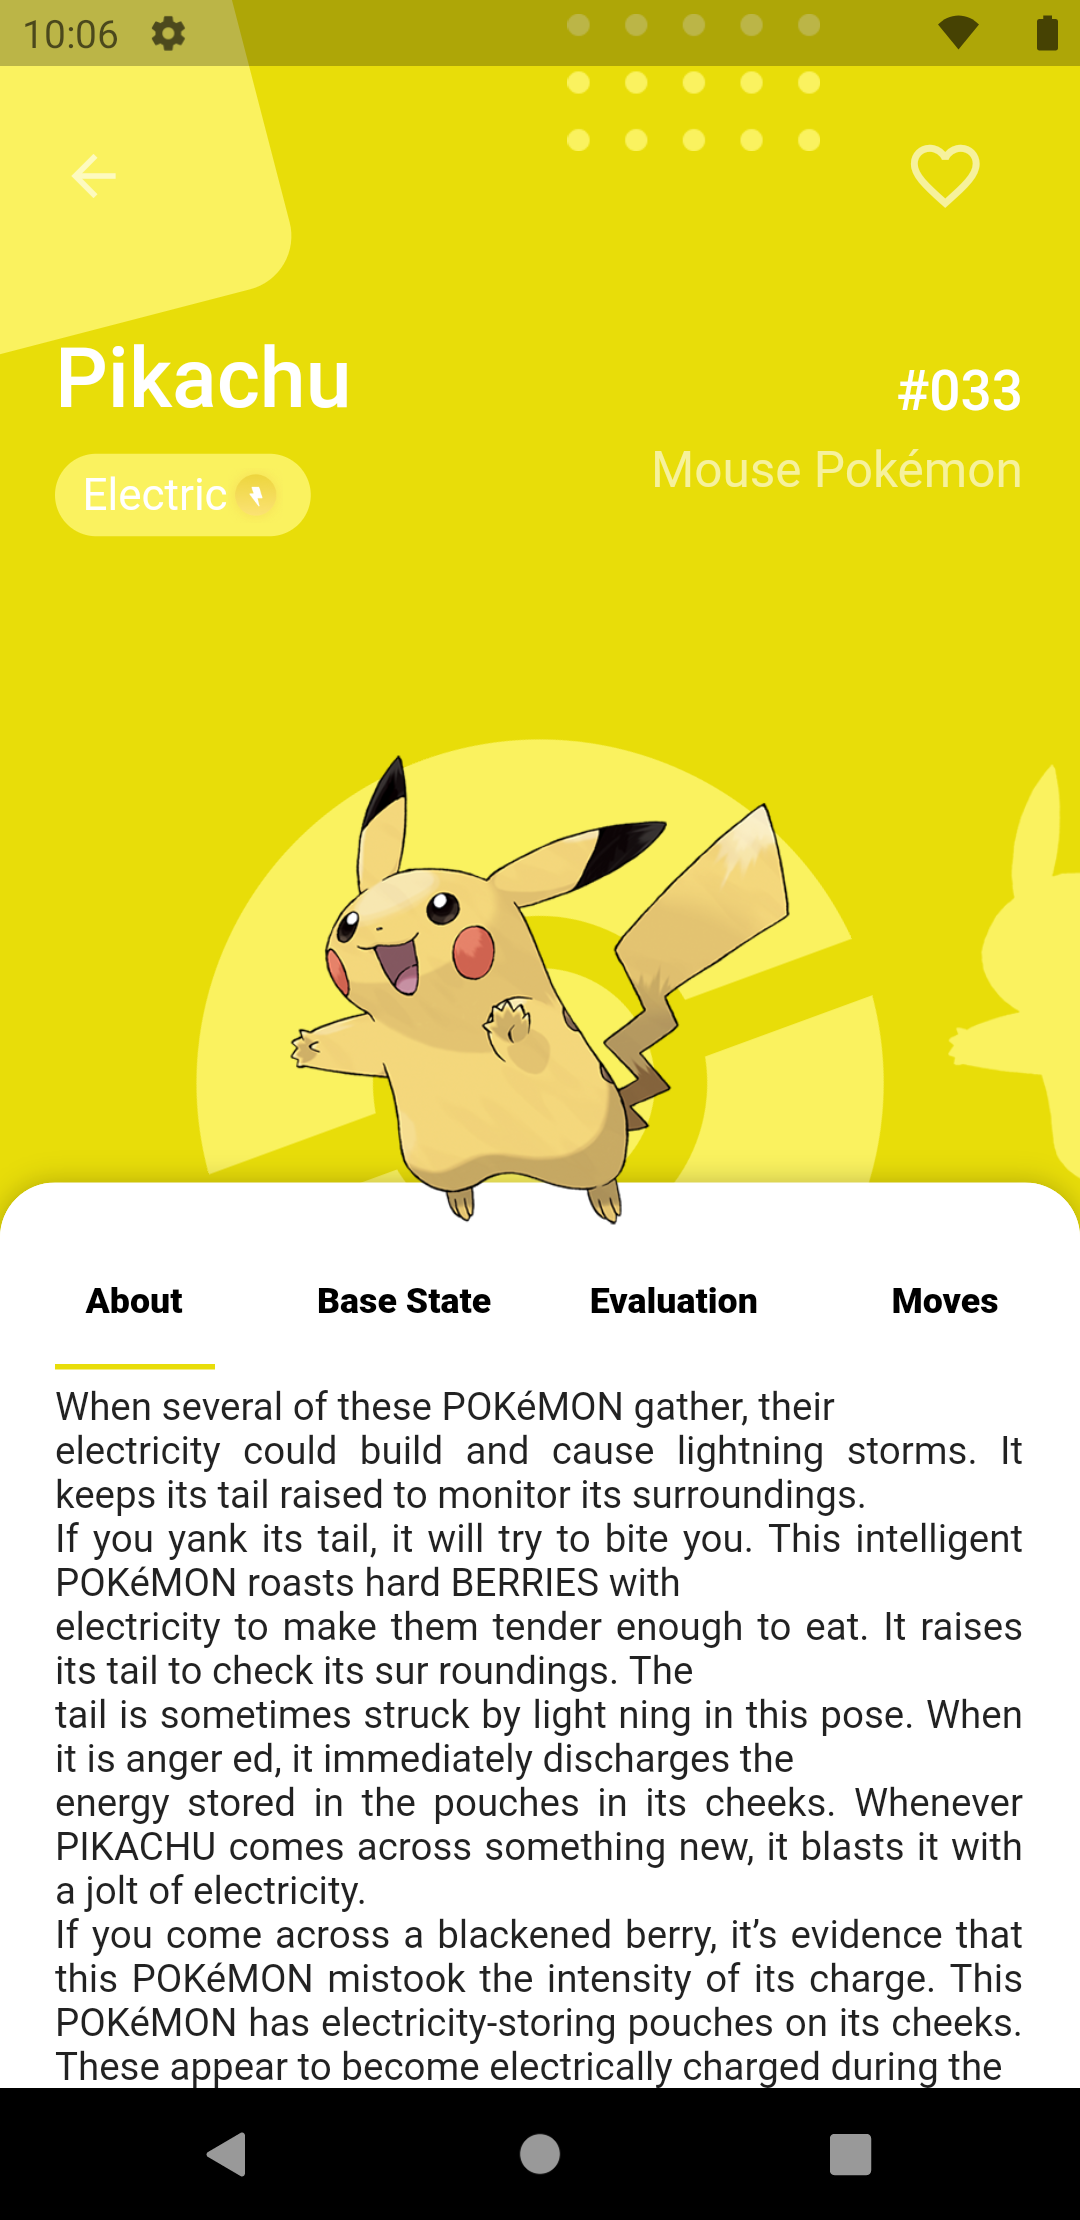 10:06
Pikachu
#033
Electric
Mouse Pokémon
About Base State Evaluation Moves
When several of these POKéMON gather, their
electricity could build and cause lightning storms. It
keeps its tail raised to monitor its surroundings.
If you yank its tail, it will try to bite you. This intelligent
POKéMON roasts hard BERRIES with
electricity to make them tender enough to eat. It raises
its tail to check its sur roundings. The
tail is sometimes struck by light ning in this pose. When
it is anger ed, it immediately discharges the
energy stored in the pouches in its cheeks. Whenever
PIKACHU comes across something new, it blasts it with
a jolt of electricity.
If you come across a blackened berry, it’s evidence that
this POKéMON mistook the intensity of its charge. This
POKéMON has electricity-storing pouches on its cheeks.
These appear to become electrically charged during the